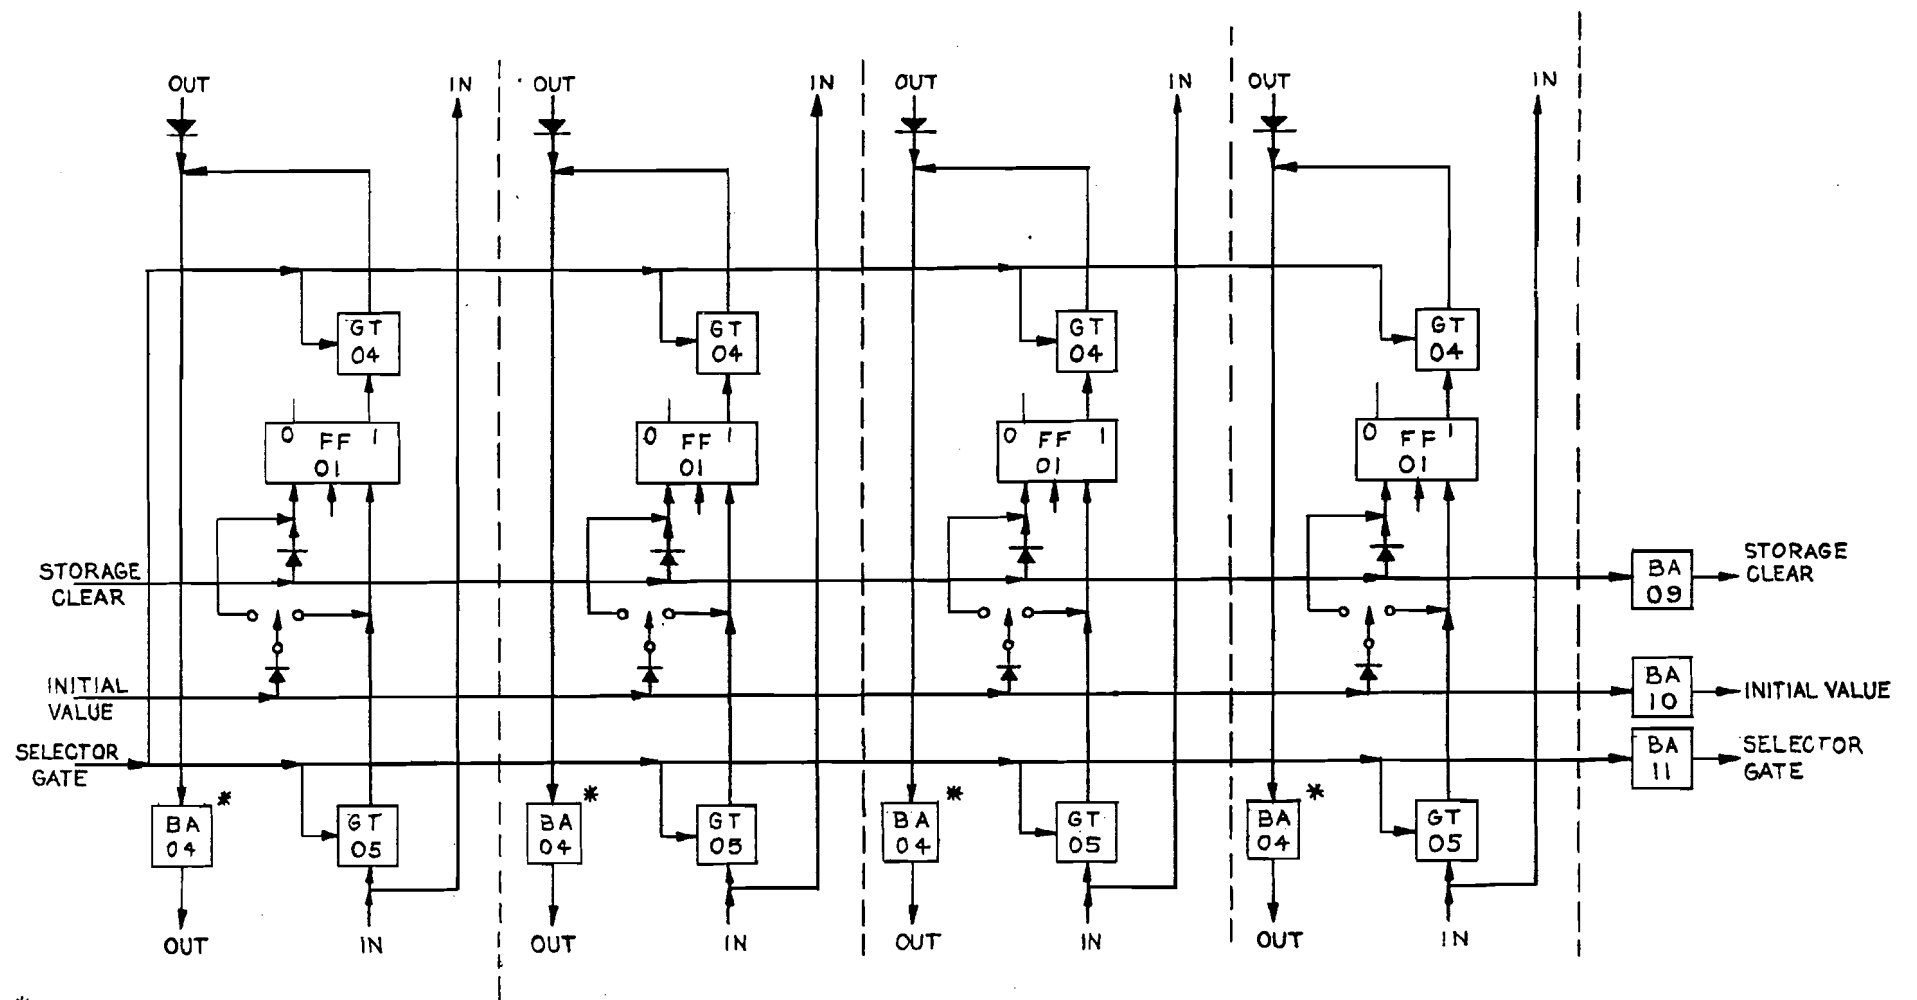 OUT IN OUT IN OUT IN OUT IN
GT GT GT GT
04 04 04 04
0 FF 1 0 FF 1 0 FF 1 0 FF 1
01 01 01 01
STORAGE
CLEAR
BA
09
STORAGE
CLEAR
INITIAL
VALUE
BA
10
INITIAL VALUE
SELECTOR
GATE
BA
11
SELECTOR
GATE
* * * *
BA GT BA GT BA GT BA GT
04 05 04 05 04 05 04 05
OUT IN OUT IN OUT IN OUT IN
*